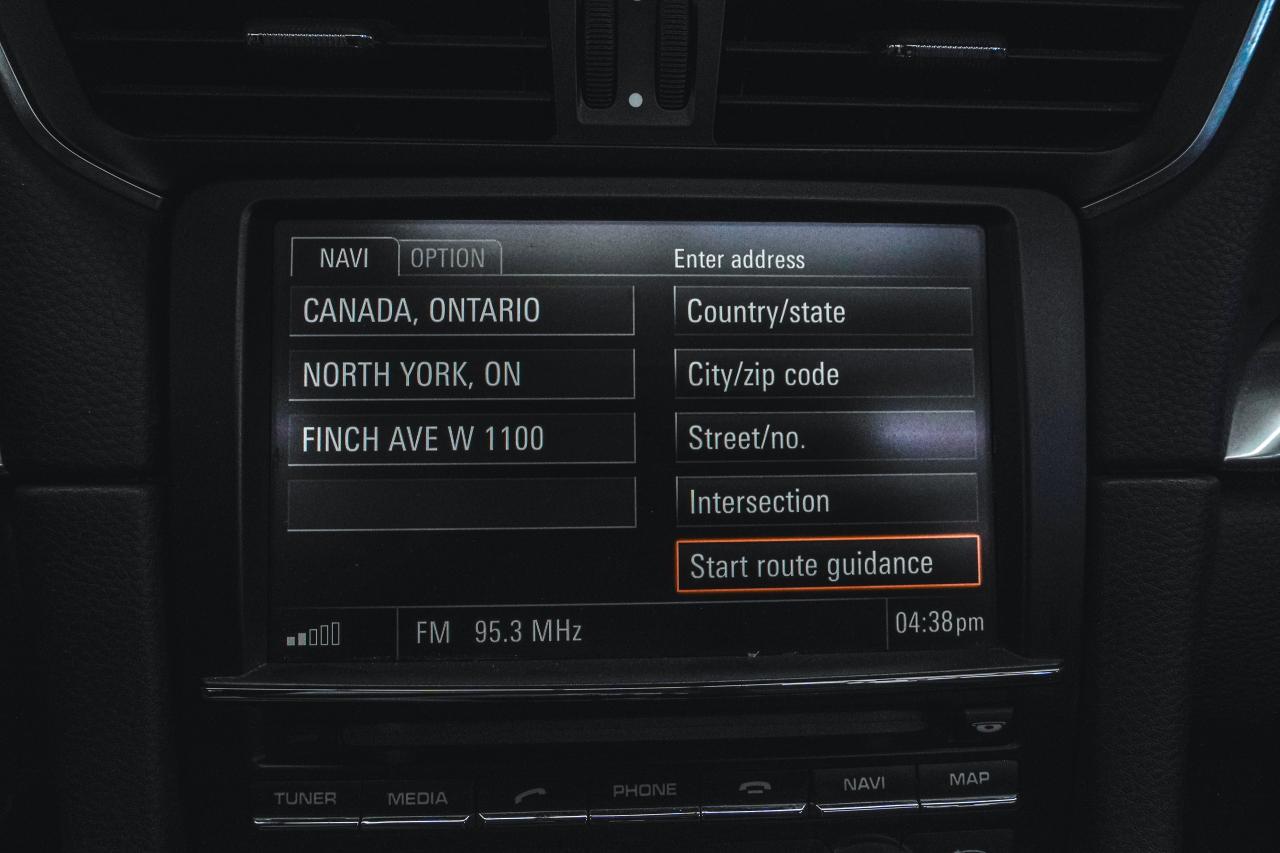 NAVI OPTION Enter address
CANADA, ONTARIO Country/state
NORTH YORK, ON City/zip code
FINCH AVE W 1100 Street/no.
Intersection
Start route guidance
FM 95.3 MHz 04:38pm
TUNER MEDIA PHONE NAVI MAP